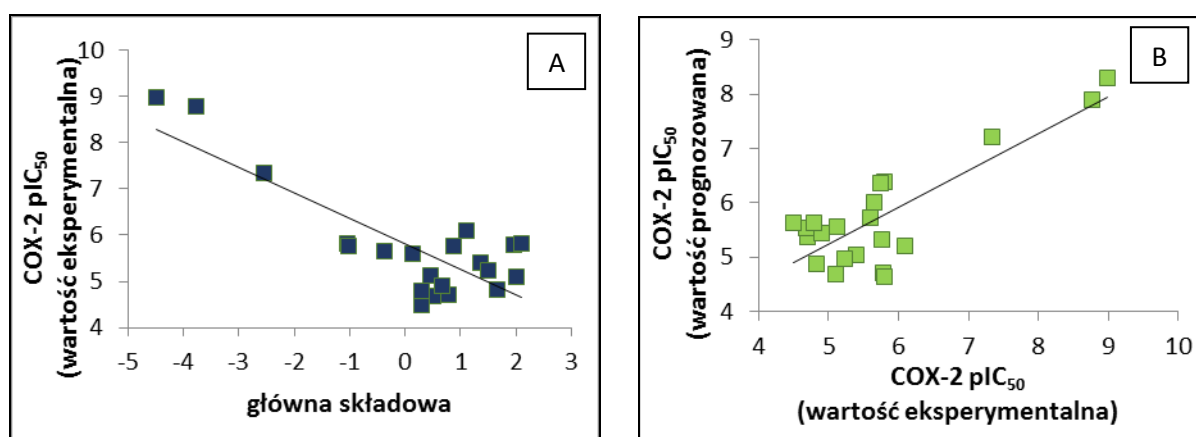 A
COX-2 pIC₅₀
(wartość eksperymentalna)
10
9
8
7
6
5
4
-5 -4 -3 -2 -1 0 1 2 3
główna składowa
B
COX-2 pIC₅₀
(wartość prognozowana)
9
8
7
6
5
4
4 5 6 7 8 9 10
COX-2 pIC₅₀
(wartość eksperymentalna)